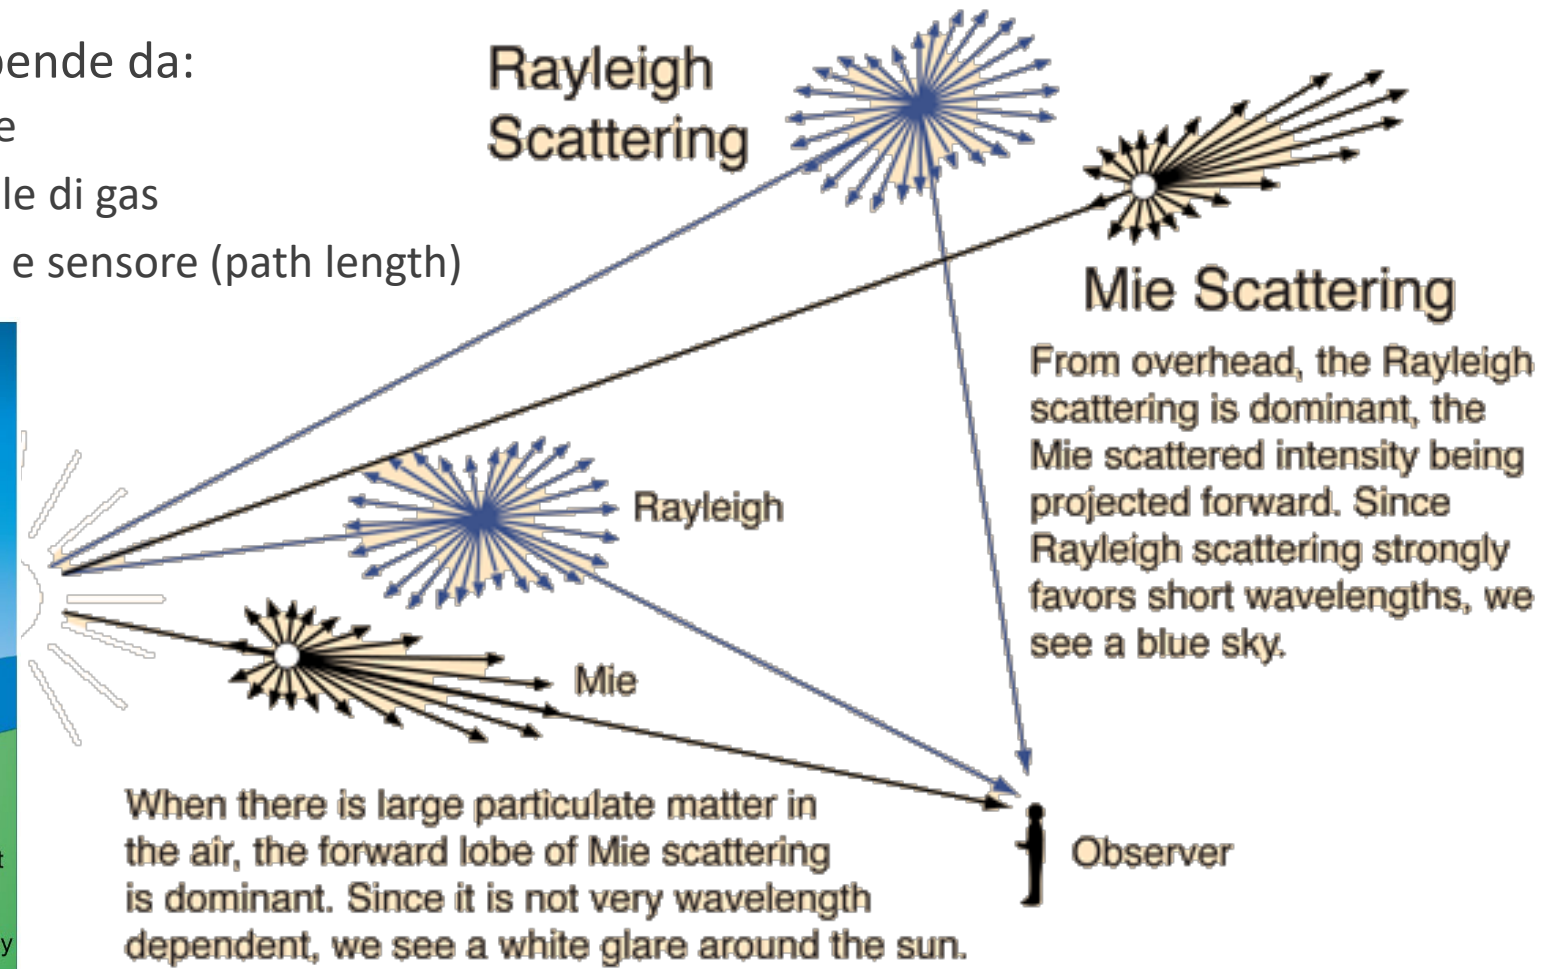 pende da:
e
le di gas
e sensore (path length)
Rayleigh
Scattering
Mie Scattering
From overhead, the Rayleigh
scattering is dominant, the
Mie scattered intensity being
projected forward. Since
Rayleigh scattering strongly
favors short wavelengths, we
see a blue sky.
Rayleigh
Mie
When there is large particulate matter in
the air, the forward lobe of Mie scattering
is dominant. Since it is not very wavelength
dependent, we see a white glare around the sun.
Observer
t
y